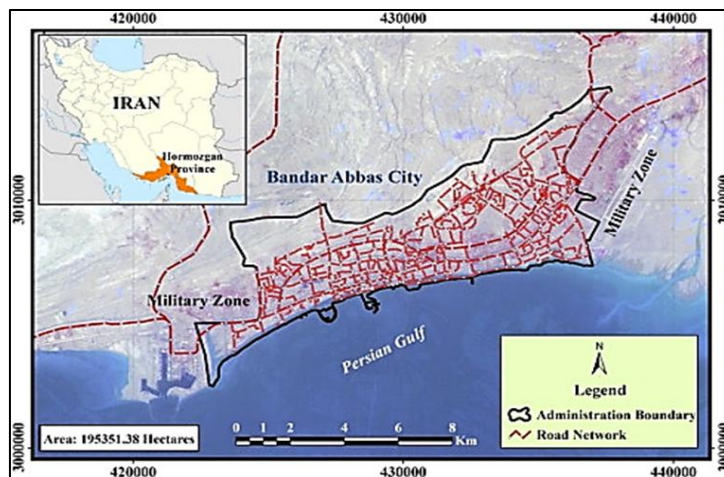 420000
430000
440000
IRAN
Hormozgan
Province
Bandar Abbas City
Military Zone
3010000
3010000
Military Zone
Persian Gulf
N
Legend
Administration Boundary
Road Network
Area: 195351.38 Hectares
0 1 2 4 6 8
Km
3000000
3000000
420000
430000
440000